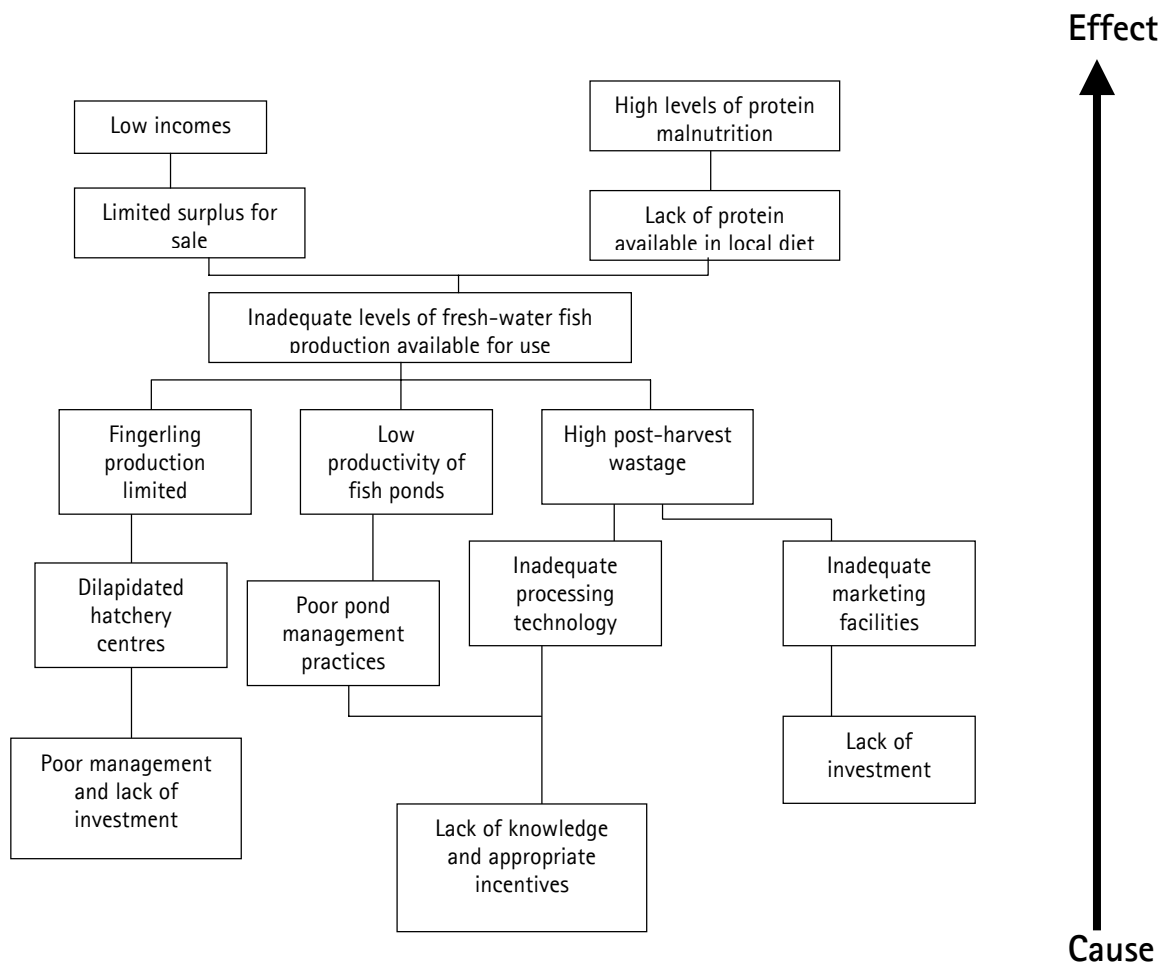 Effect
Low incomes
High levels of protein
malnutrition
Limited surplus for
sale
Lack of protein
available in local diet
Inadequate levels of fresh-water fish
production available for use
Fingerling
production
limited
Low
productivity of
fish ponds
High post-harvest
wastage
Dilapidated
hatchery
centres
Poor pond
management
practices
Inadequate
processing
technology
Inadequate
marketing
facilities
Poor management
and lack of
investment
Lack of knowledge
and appropriate
incentives
Lack of
investment
Cause